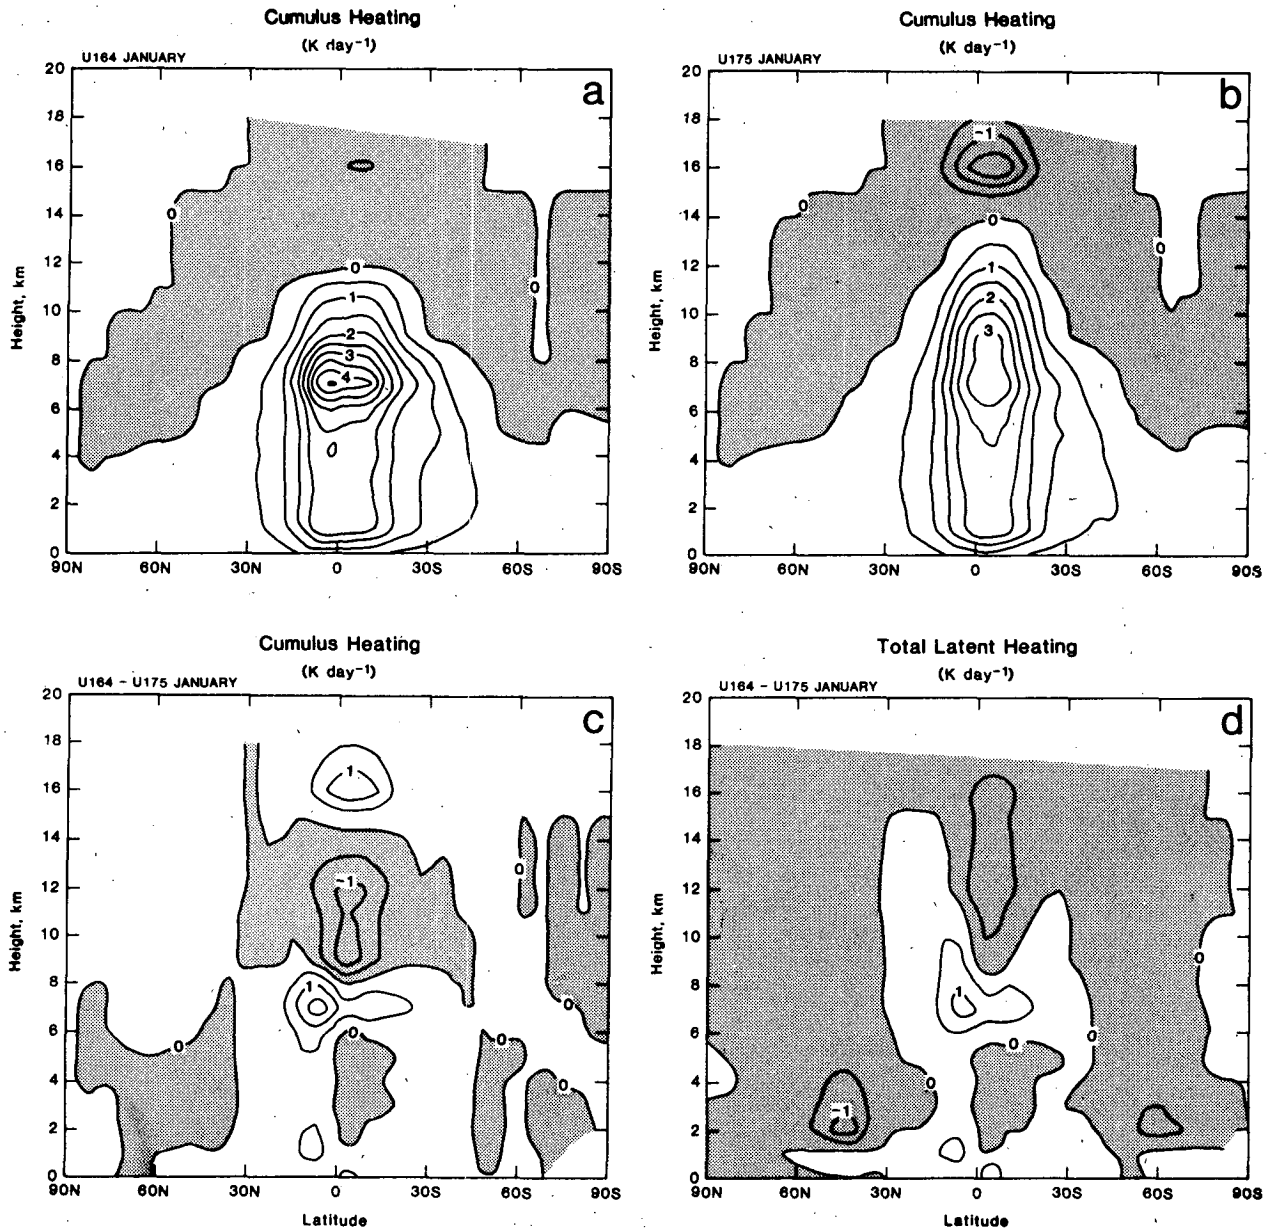 Cumulus Heating
(K day⁻¹)
U164 JANUARY
a
20
18
16
14
12
10
8
6
4
2
0
Height, km
0
0
0
1
2
3
4
90N 60N 30N 0 30S 60S 90S
Cumulus Heating
(K day⁻¹)
U175 JANUARY
b
20
18
16
14
12
10
8
6
4
2
0
Height, km
-1
0
0
0
1
2
3
90N 60N 30N 0 30S 60S 90S
Cumulus Heating
(K day⁻¹)
U164 - U175 JANUARY
c
20
18
16
14
12
10
8
6
4
2
0
Height, km
1
-1
0
1
0
0
0
0
0
90N 60N 30N 0 30S 60S 90S
Latitude
Total Latent Heating
(K day⁻¹)
U164 - U175 JANUARY
d
20
18
16
14
12
10
8
6
4
2
0
Height, km
0
1
0
0
0
-1
90N 60N 30N 0 30S 60S 90S
Latitude